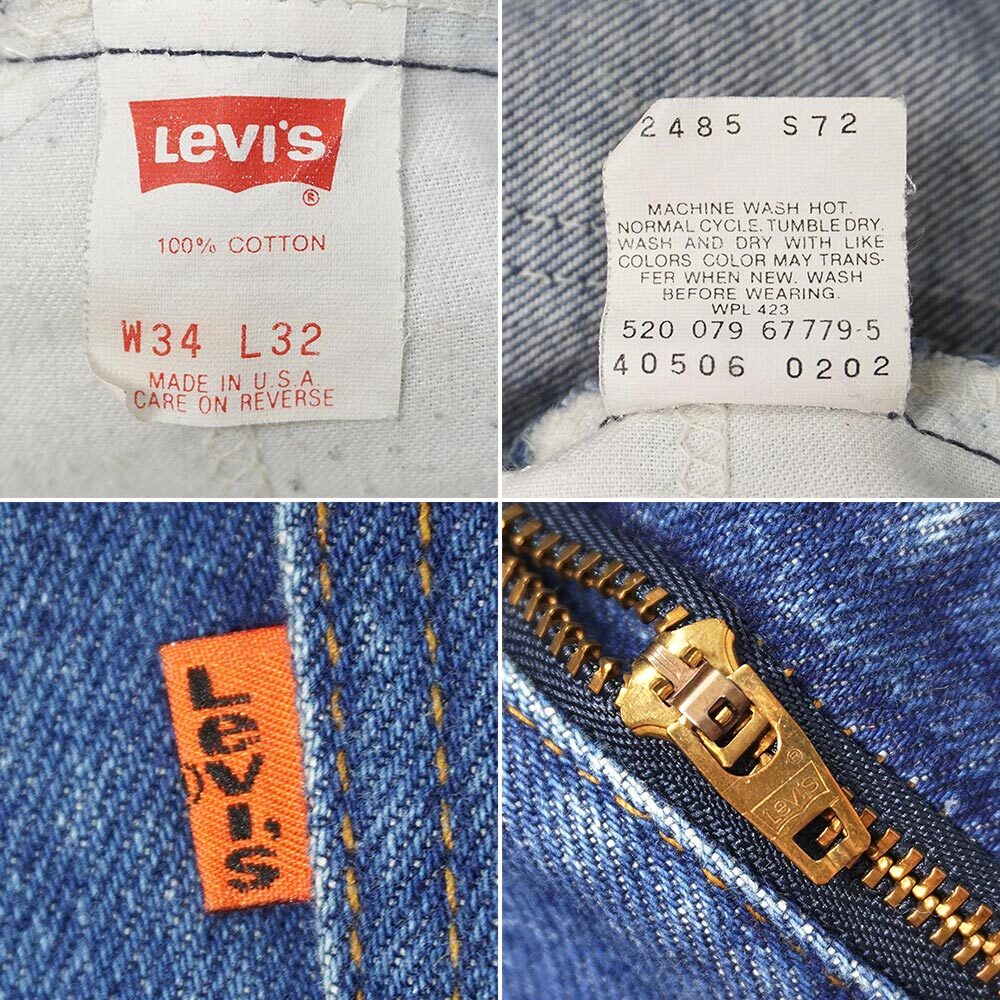 Levi's
®
100% COTTON
W34 L32
MADE IN U.S.A.
CARE ON REVERSE
2485 S72
MACHINE WASH HOT.
NORMAL CYCLE. TUMBLE DRY.
WASH AND DRY WITH LIKE
COLORS. COLOR MAY TRANS-
FER WHEN NEW. WASH
BEFORE WEARING.
WPL 423
520 079 67779-5
40506 0202
Levi's
Levi's ®